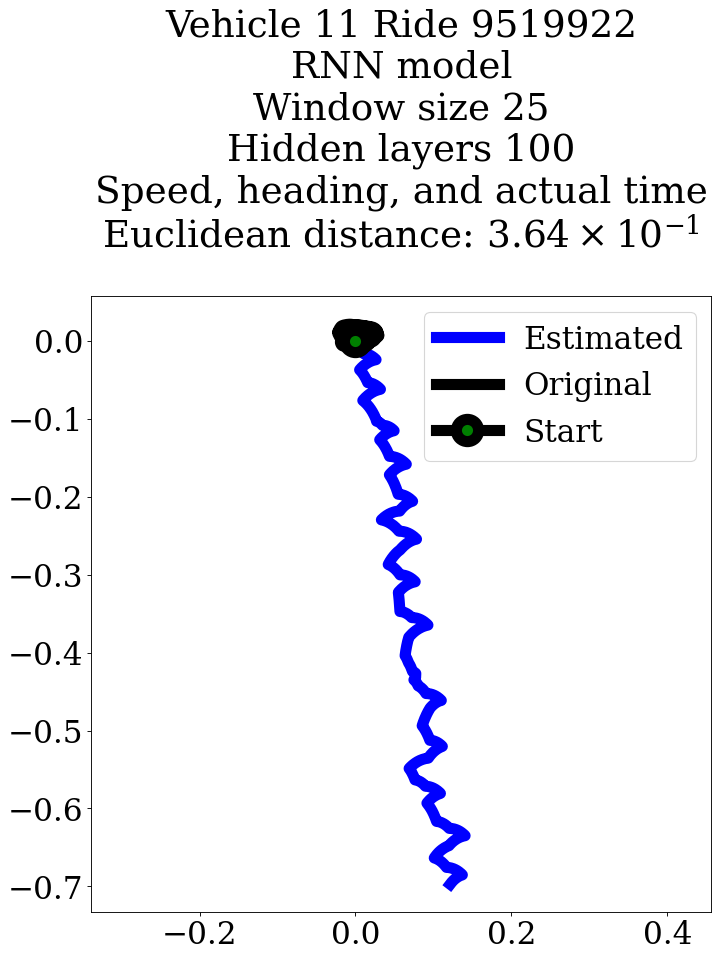 Vehicle 11 Ride 9519922
RNN model
Window size 25
Hidden layers 100
Speed, heading, and actual time
Euclidean distance: 3.64 × 10⁻¹
Estimated
Original
Start
0.0
−0.1
−0.2
−0.3
−0.4
−0.5
−0.6
−0.7
−0.2 0.0 0.2 0.4